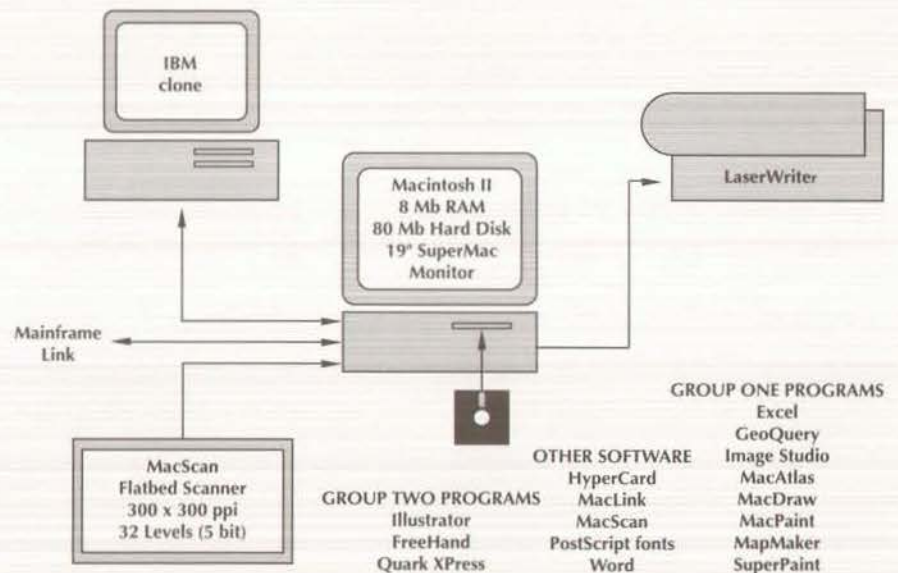 IBM
clone
Macintosh II
8 Mb RAM
80 Mb Hard Disk
19" SuperMac
Monitor
LaserWriter
Mainframe
Link
MacScan
Flatbed Scanner
300 x 300 ppi
32 Levels (5 bit)
GROUP TWO PROGRAMS
Illustrator
FreeHand
Quark XPress
OTHER SOFTWARE
HyperCard
MacLink
MacScan
PostScript fonts
Word
GROUP ONE PROGRAMS
Excel
GeoQuery
Image Studio
MacAtlas
MacDraw
MacPaint
MapMaker
SuperPaint